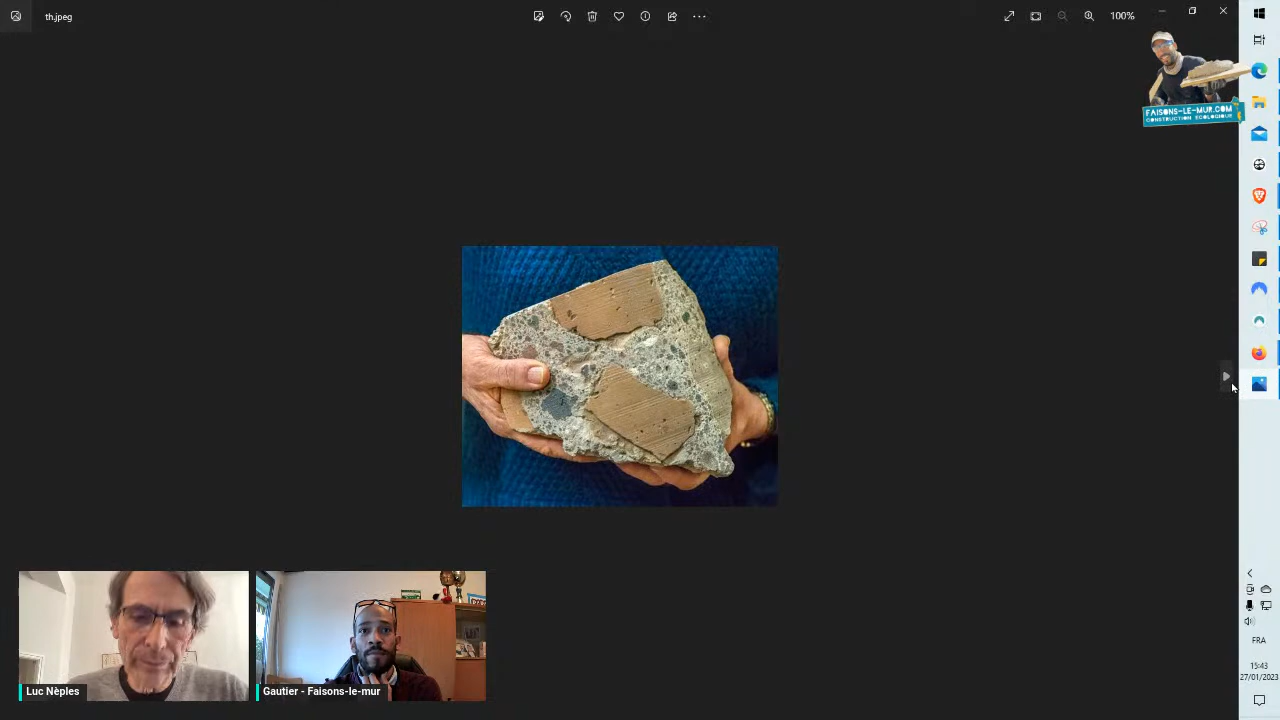 th.jpeg
100%
FAISONS-LE-MUR.COM
CONSTRUCTION ECOLOGIQUE
Luc Nèples
Gautier - Faisons-le-mur
FRA
15:43
27/01/2023